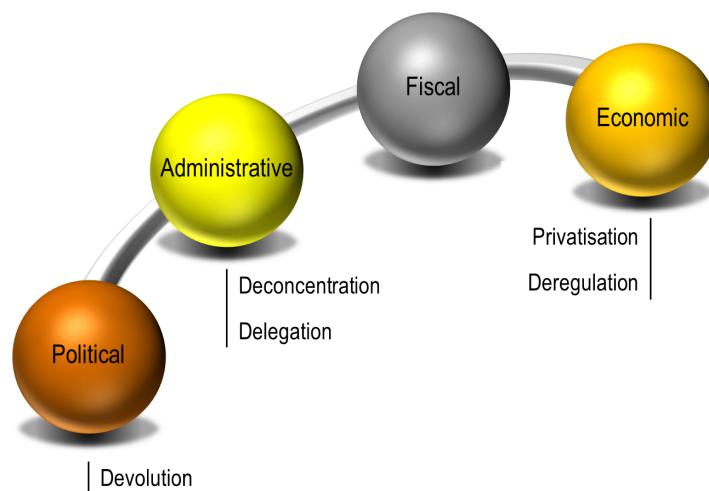 Fiscal
Economic
Administrative
Privatisation
Deregulation
Deconcentration
Delegation
Political
Devolution